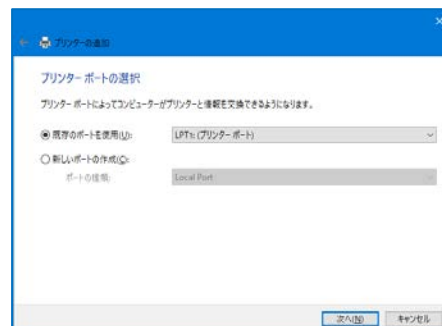 プリンターの追加
プリンター ポートの選択
プリンター ポートによってコンピューターがプリンターと情報を交換できるようになります。
既存のポートを使用(U):
LPT1: (プリンター ポート)
新しいポートの作成(C):
ポートの種類:
Local Port
次へ(N)
キャンセル